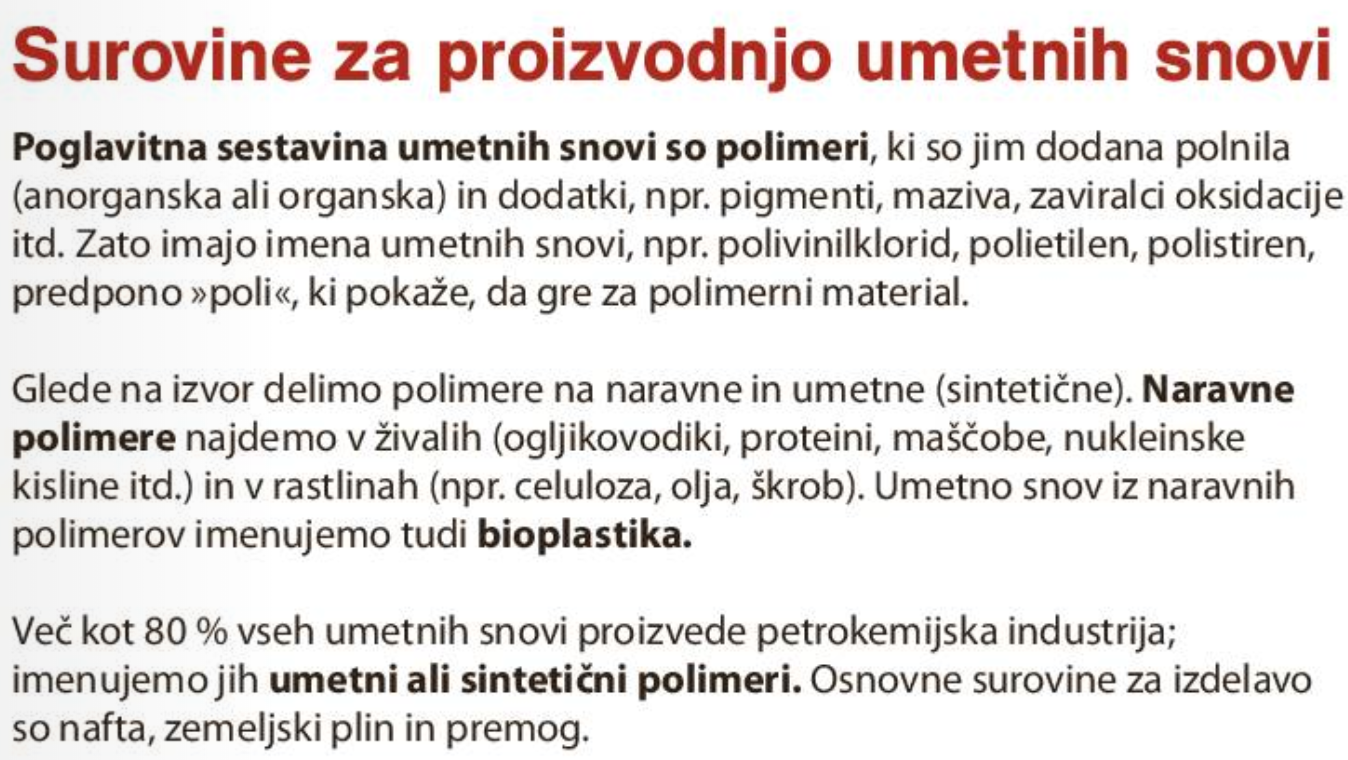 Surovine za proizvodnjo umetnih snovi
Poglavitna sestavina umetnih snovi so polimeri, ki so jim dodana polnila
(anorganska ali organska) in dodatki, npr. pigmenti, maziva, zaviralci oksidacije
itd. Zato imajo imena umetnih snovi, npr. polivinilklorid, polietilen, polistiren,
predpono »poli«, ki pokaže, da gre za polimerni material.
Glede na izvor delimo polimere na naravne in umetne (sintetične). Naravne
polimere najdemo v živalih (ogljikovodiki, proteini, maščobe, nukleinske
kisline itd.) in v rastlinah (npr. celuloza, olja, škrob). Umetno snov iz naravnih
polimerov imenujemo tudi bioplastika.
Več kot 80 % vseh umetnih snovi proizvede petrokemijska industrija;
imenujemo jih umetni ali sintetični polimeri. Osnovne surovine za izdelavo
so nafta, zemeljski plin in premog.